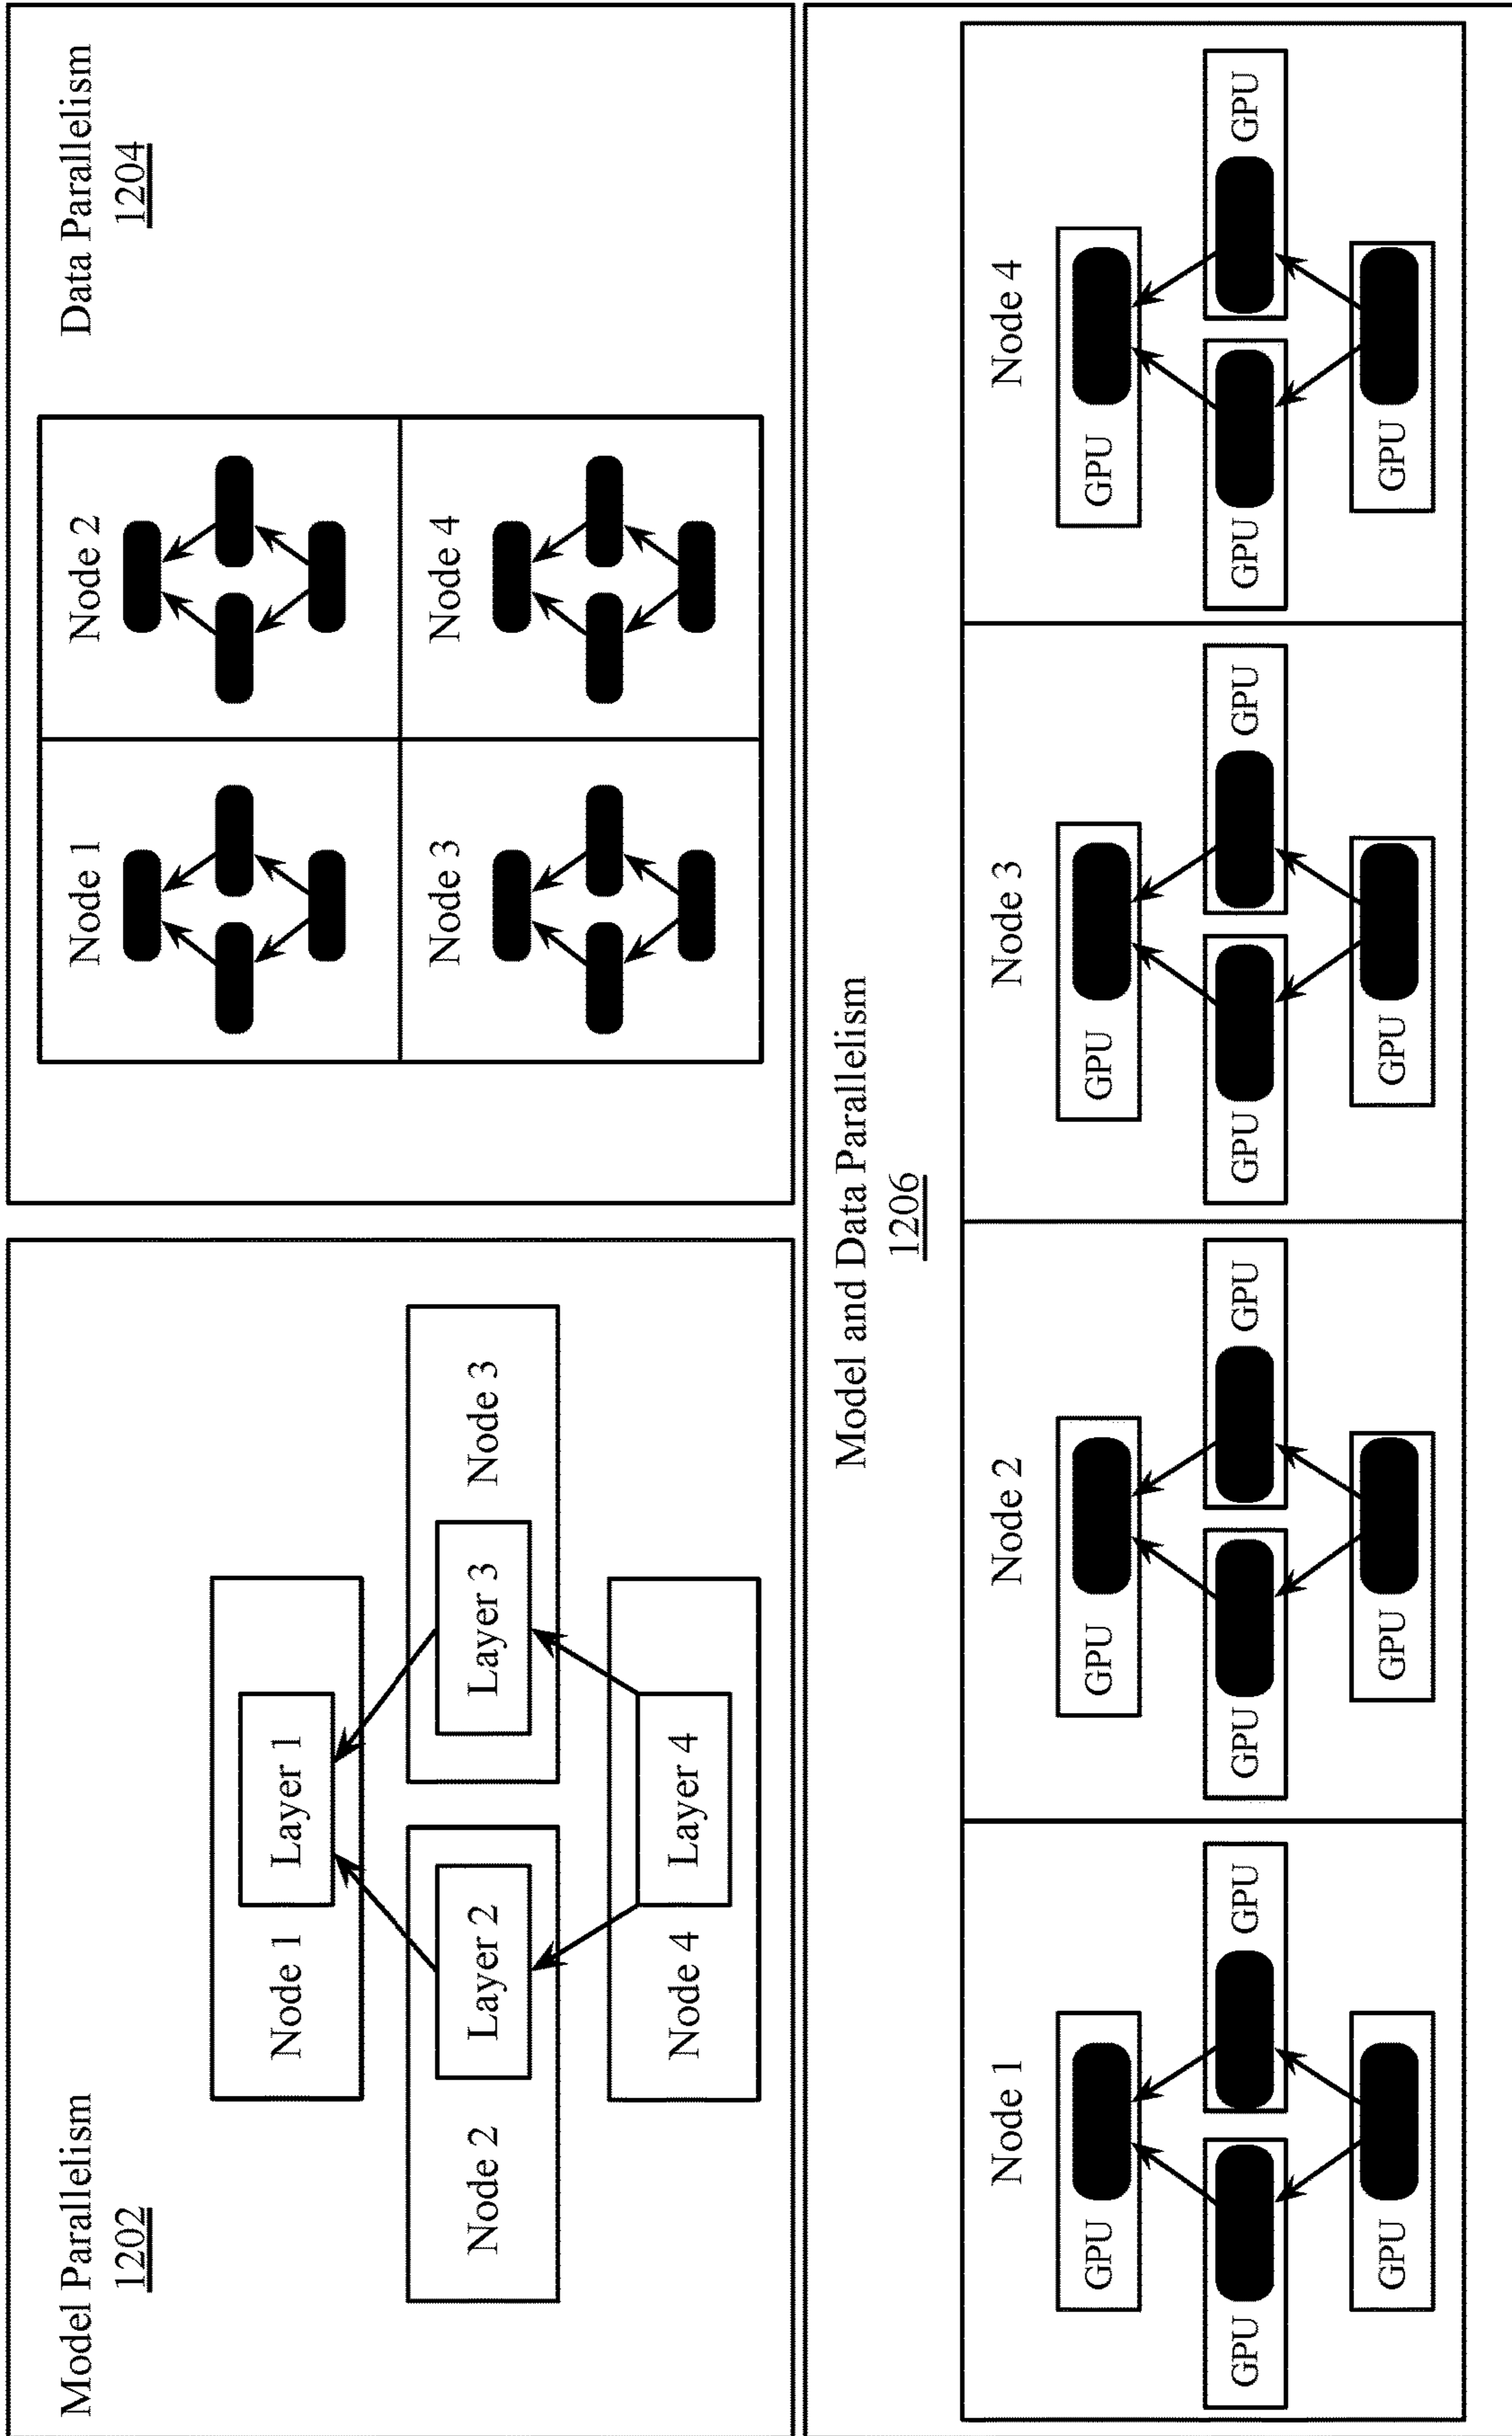 Model Parallelism
1202
Node 1
Layer 1
Node 2
Layer 2
Layer 3
Node 3
Node 4
Layer 4
Data Parallelism
1204
Node 1
Node 2
Node 3
Node 4
Model and Data Parallelism
1206
Node 1
GPU
GPU
GPU
GPU
Node 2
GPU
GPU
GPU
GPU
Node 3
GPU
GPU
GPU
GPU
Node 4
GPU
GPU
GPU
GPU